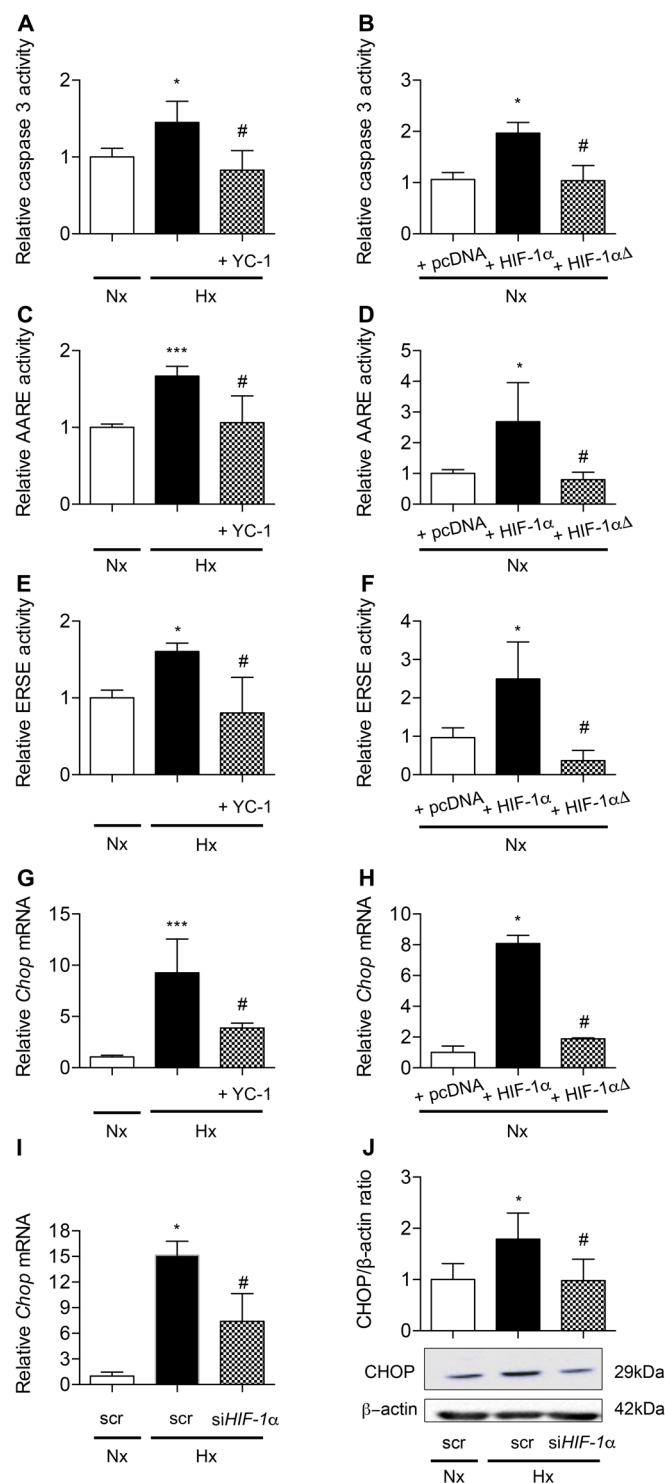 A
Relative caspase 3 activity
2
1
0
*
#
+ YC-1
Nx
Hx
B
Relative caspase 3 activity
3
2
1
0
*
#
+ pcDNA
+ HIF-1α
+ HIF-1αΔ
Nx
C
Relative AARE activity
2
1
0
***
#
+ YC-1
Nx
Hx
D
Relative AARE activity
5
4
3
2
1
0
*
#
+ pcDNA
+ HIF-1α
+ HIF-1αΔ
Nx
E
Relative ERSE activity
2
1
0
*
#
+ YC-1
Nx
Hx
F
Relative ERSE activity
4
3
2
1
0
*
#
+ pcDNA
+ HIF-1α
+ HIF-1αΔ
Nx
G
Relative Chop mRNA
15
10
5
0
***
#
+ YC-1
Nx
Hx
H
Relative Chop mRNA
10
8
6
4
2
0
*
#
+ pcDNA
+ HIF-1α
+ HIF-1αΔ
Nx
I
Relative Chop mRNA
18
15
12
9
6
3
0
*
#
scr
scr
siHIF-1α
Nx
Hx
J
CHOP/β-actin ratio
3
2
1
0
*
#
CHOP
29kDa
β−actin
42kDa
scr
scr
siHIF-1α
Nx
Hx